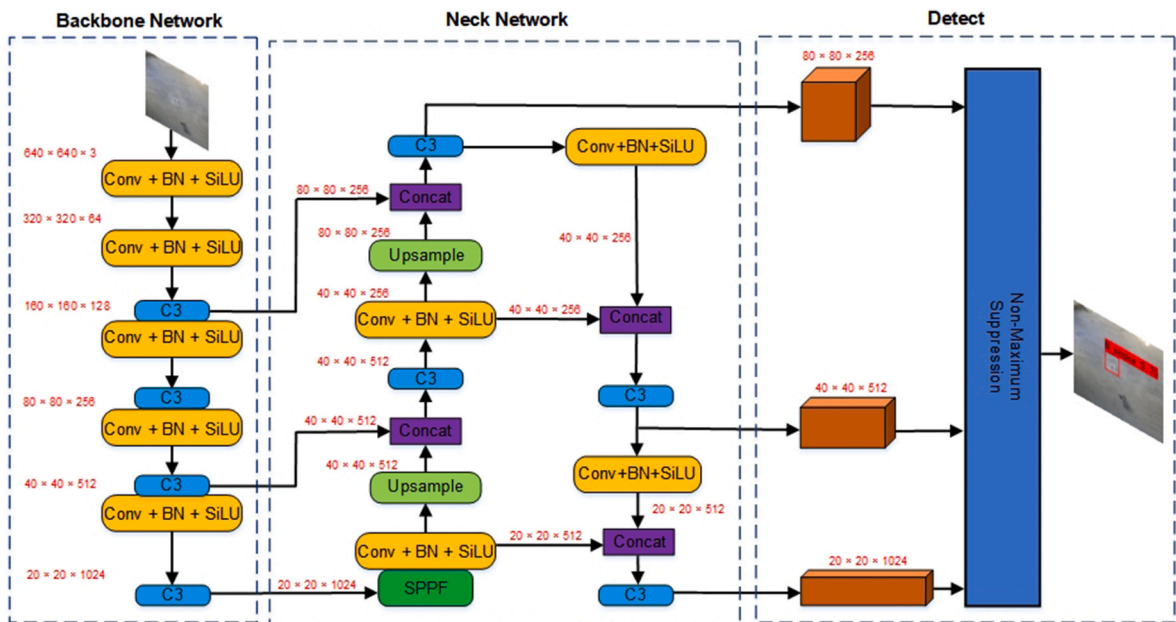 Backbone Network
640 × 640 × 3
Conv + BN + SiLU
320 × 320 × 64
Conv + BN + SiLU
160 × 160 × 128
C3
Conv + BN + SiLU
80 × 80 × 256
C3
Conv + BN + SiLU
40 × 40 × 512
C3
Conv + BN + SiLU
20 × 20 × 1024
C3
Neck Network
C3
Conv+BN+SiLU
80 × 80 × 256
Concat
80 × 80 × 256
40 × 40 × 256
Upsample
40 × 40 × 256
Conv + BN + SiLU
40 × 40 × 256
Concat
40 × 40 × 512
C3
C3
40 × 40 × 512
Concat
40 × 40 × 512
Conv+BN+SiLU
Upsample
20 × 20 × 512
Conv + BN + SiLU
20 × 20 × 512
Concat
20 × 20 × 1024
SPPF
C3
Detect
80 × 80 × 256
40 × 40 × 512
20 × 20 × 1024
Non-Maximum
Suppression